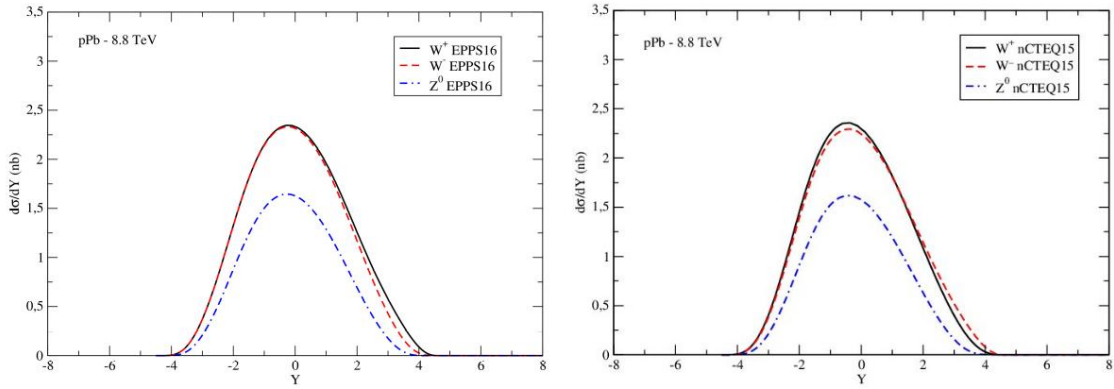 pPb - 8.8 TeV
W⁺ EPPS16
W⁻ EPPS16
Z⁰ EPPS16
3,5
3
2,5
2
1,5
1
0,5
0
dσ/dY (nb)
-8 -6 -4 -2 0 2 4 6 8
Y
pPb - 8.8 TeV
W⁺ nCTEQ15
W⁻ nCTEQ15
Z⁰ nCTEQ15
3,5
3
2,5
2
1,5
1
0,5
0
dσ/dY (nb)
-8 -6 -4 -2 0 2 4 6 8
Y